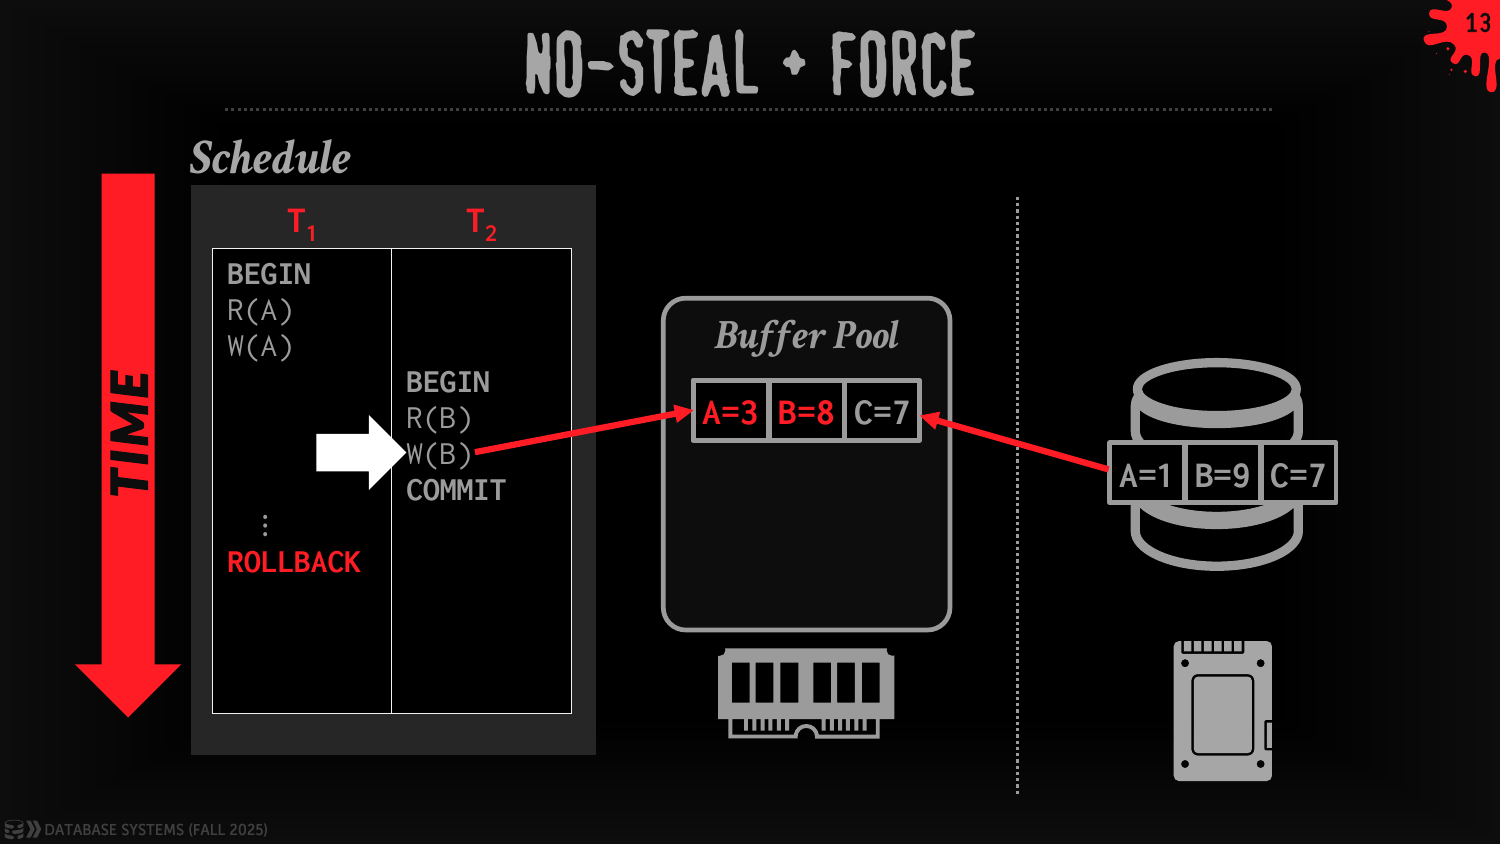 NO-STEAL + FORCE
13
Schedule
TIME
T1
T2
BEGIN
R(A)
W(A)
⋮
ROLLBACK
BEGIN
R(B)
W(B)
COMMIT
Buffer Pool
A=3 B=8 C=7
A=1 B=9 C=7
DATABASE SYSTEMS (FALL 2025)